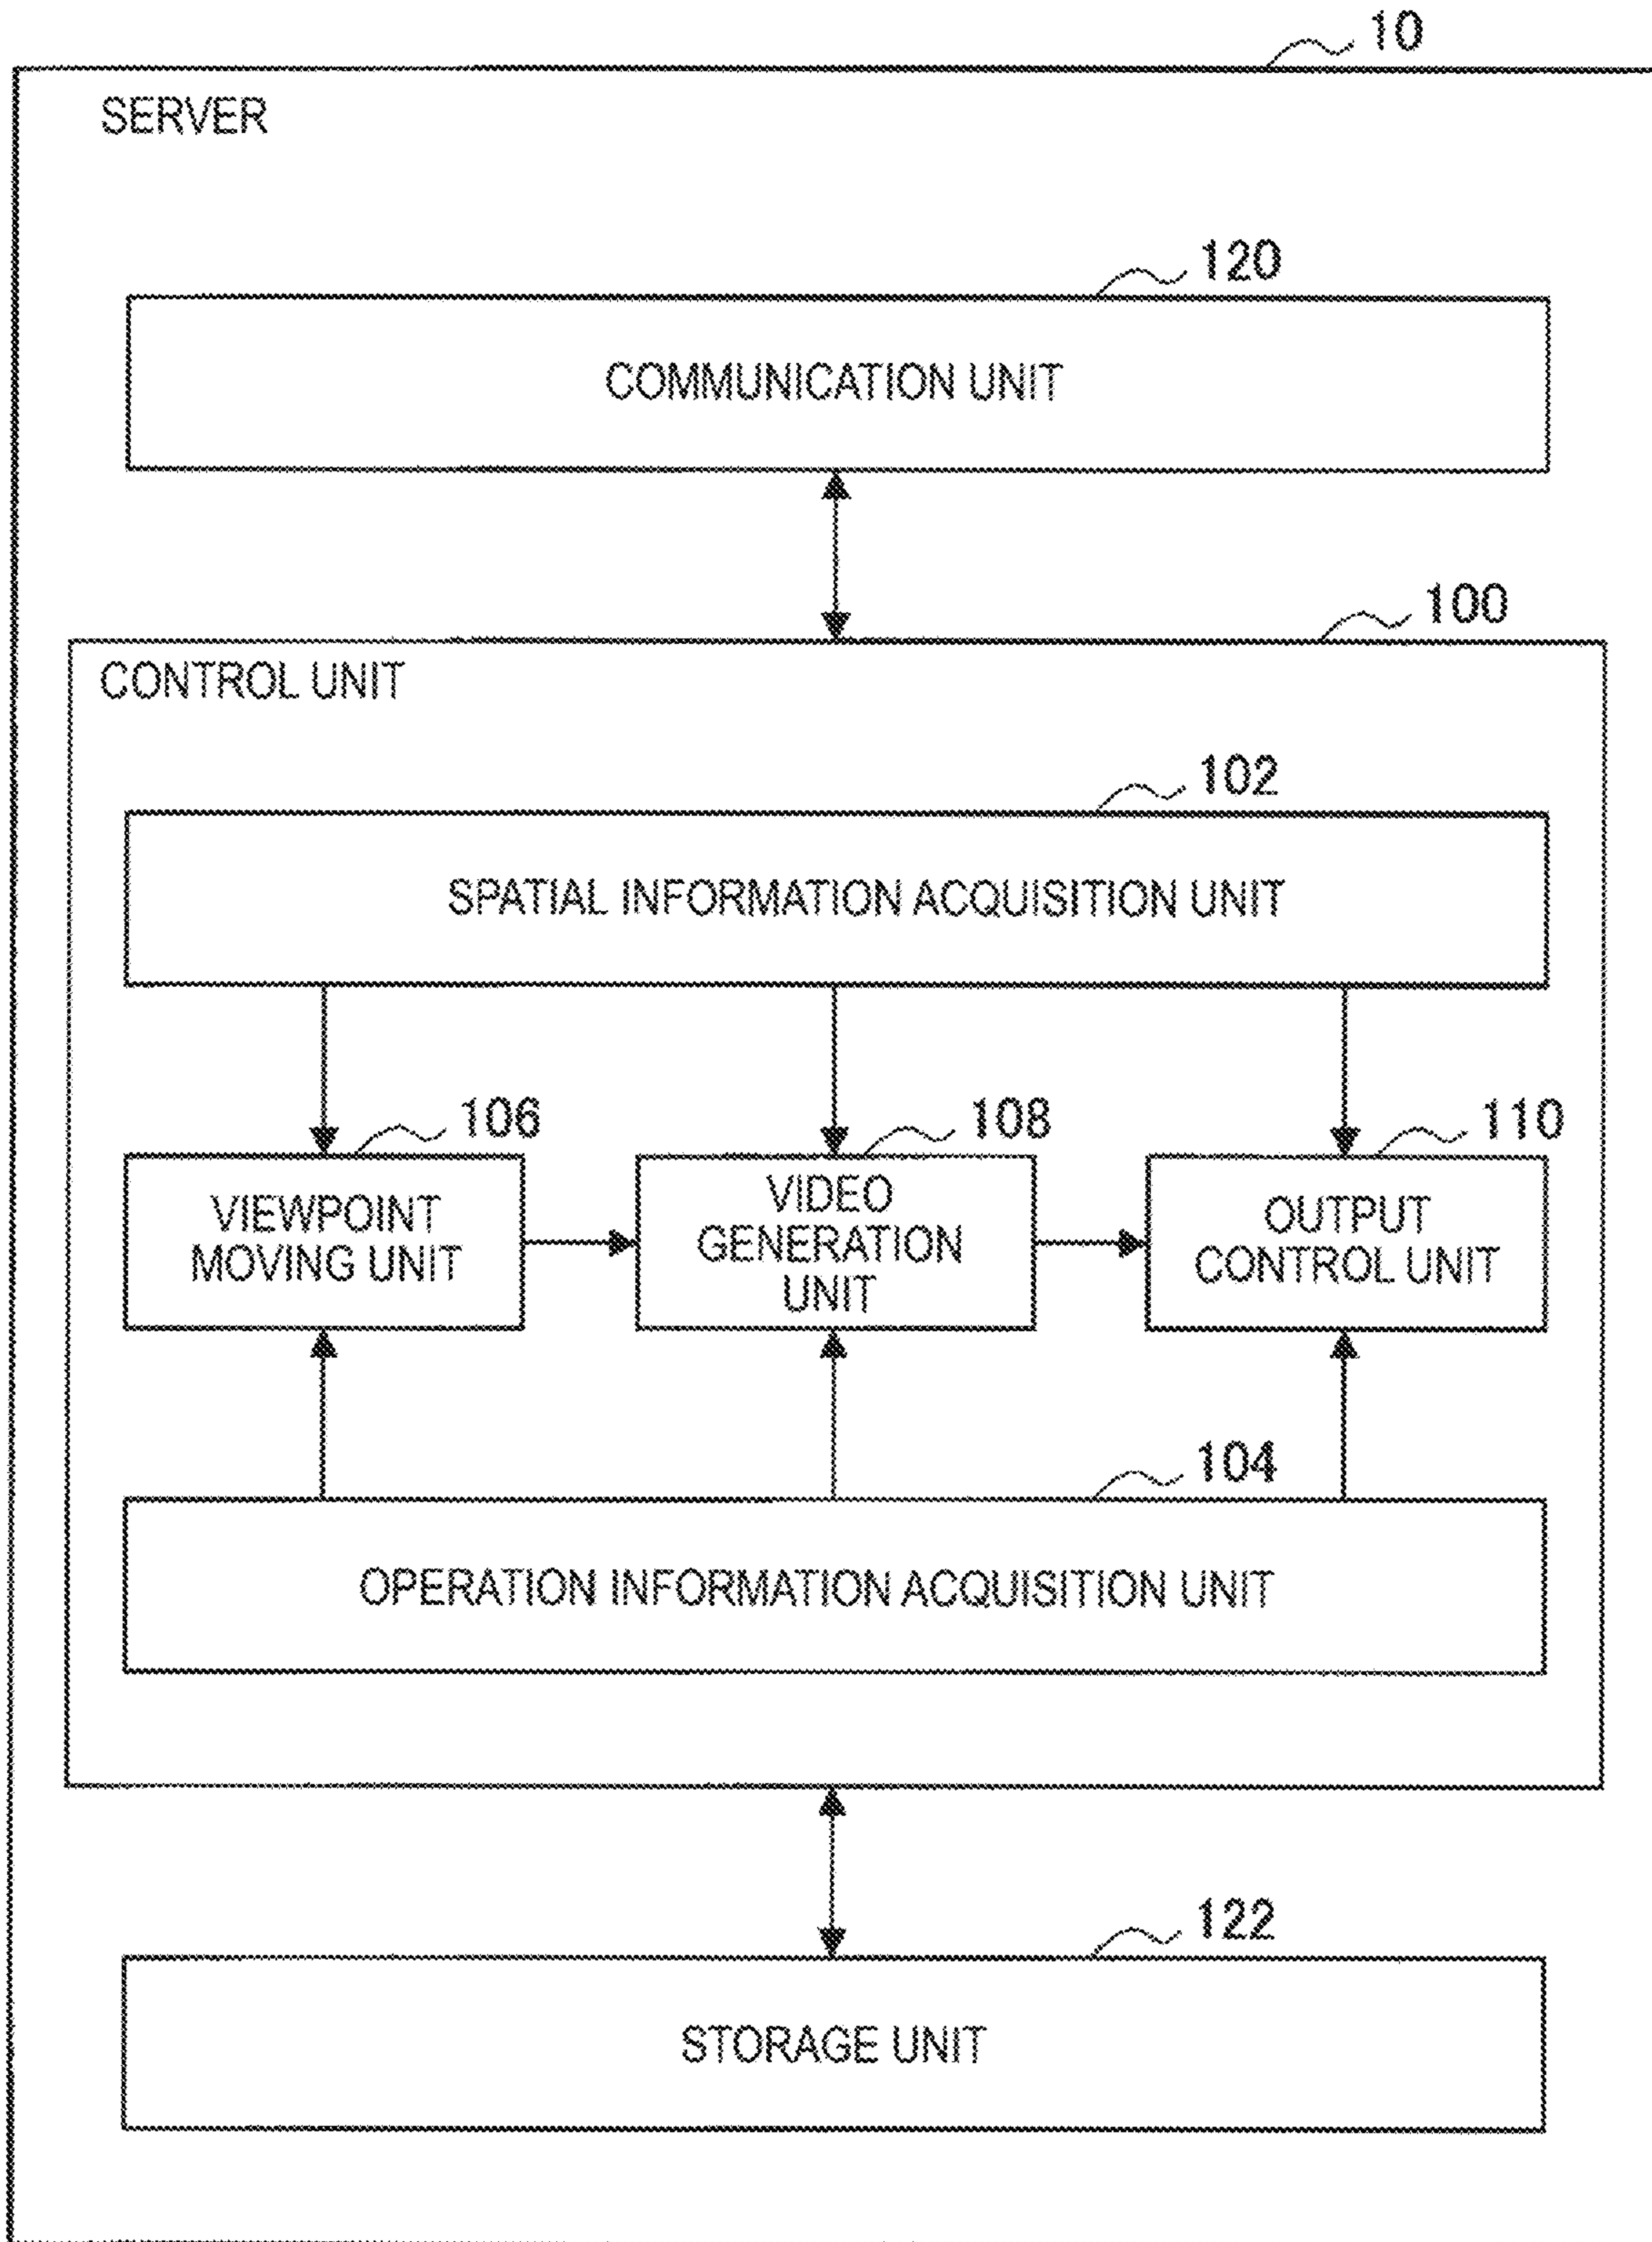 10
SERVER
120
COMMUNICATION UNIT
100
CONTROL UNIT
102
SPATIAL INFORMATION ACQUISITION UNIT
106
VIEWPOINT
MOVING UNIT
108
VIDEO
GENERATION
UNIT
110
OUTPUT
CONTROL UNIT
104
OPERATION INFORMATION ACQUISITION UNIT
122
STORAGE UNIT